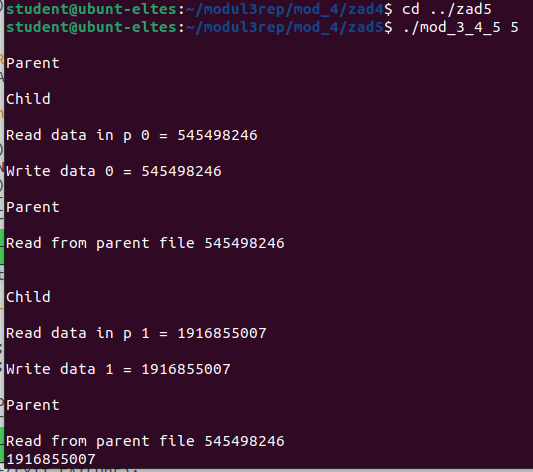 student@ubunt-eltes:~/modul3rep/mod_4/zad4$ cd ../zad5
student@ubunt-eltes:~/modul3rep/mod_4/zad5$ ./mod_3_4_5 5
Parent
Child
Read data in p 0 = 545498246
Write data 0 = 545498246
Parent
Read from parent file 545498246
Child
Read data in p 1 = 1916855007
Write data 1 = 1916855007
Parent
Read from parent file 545498246
1916855007